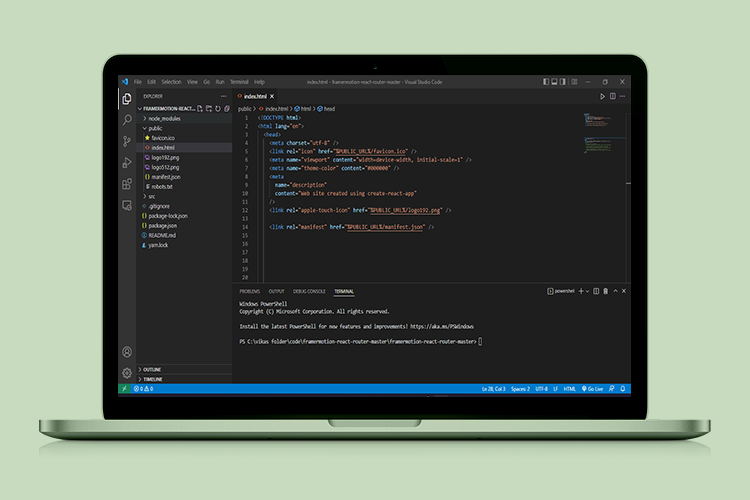 File Edit Selection View Go Run Terminal Help
index.html - framermotion-react-router-master - Visual Studio Code
EXPLORER
index.html
FRAMERMOTION-REACT-...
public > index.html > html > head
node_modules
public
favicon.ico
index.html
logo192.png
logo512.png
manifest.json
robots.txt
src
.gitignore
package-lock.json
package.json
README.md
yarn.lock
OUTLINE
TIMELINE
1 <!DOCTYPE html>
2 <html lang="en">
3 <head>
4 <meta charset="utf-8" />
5 <link rel="icon" href="%PUBLIC_URL%/favicon.ico" />
6 <meta name="viewport" content="width=device-width, initial-scale=1" />
7 <meta name="theme-color" content="#000000" />
8 <meta
9 name="description"
10 content="Web site created using create-react-app"
11 />
12 <link rel="apple-touch-icon" href="%PUBLIC_URL%/logo192.png" />
13
14 <link rel="manifest" href="%PUBLIC_URL%/manifest.json" />
15
16
17
18
19
20
PROBLEMS OUTPUT DEBUG CONSOLE TERMINAL
powershell
Windows PowerShell
Copyright (C) Microsoft Corporation. All rights reserved.
Install the latest PowerShell for new features and improvements! https://aka.ms/PSWindows
PS C:\vikas folder\code\framermotion-react-router-master\framermotion-react-router-master>
0 0
Ln 28, Col 3 Spaces: 2 UTF-8 LF HTML Go Live